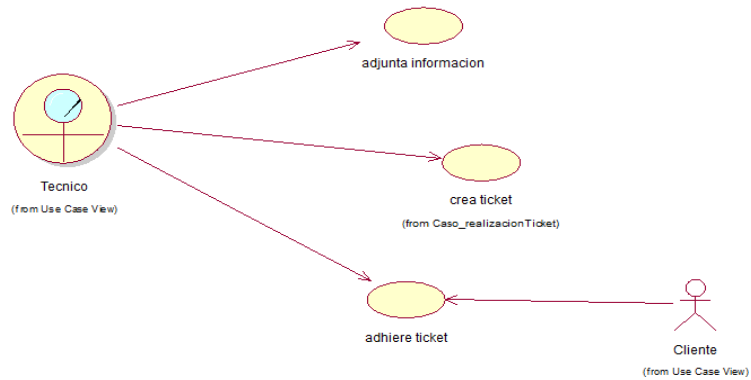 adjunta informacion
Tecnico
(from Use Case View)
crea ticket
(from Caso_realizacionTicket)
adhiere ticket
Cliente
(from Use Case View)